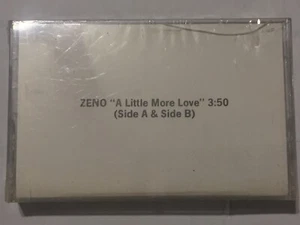 ZENO "A Little More Love" 3:50
(Side A & Side B)